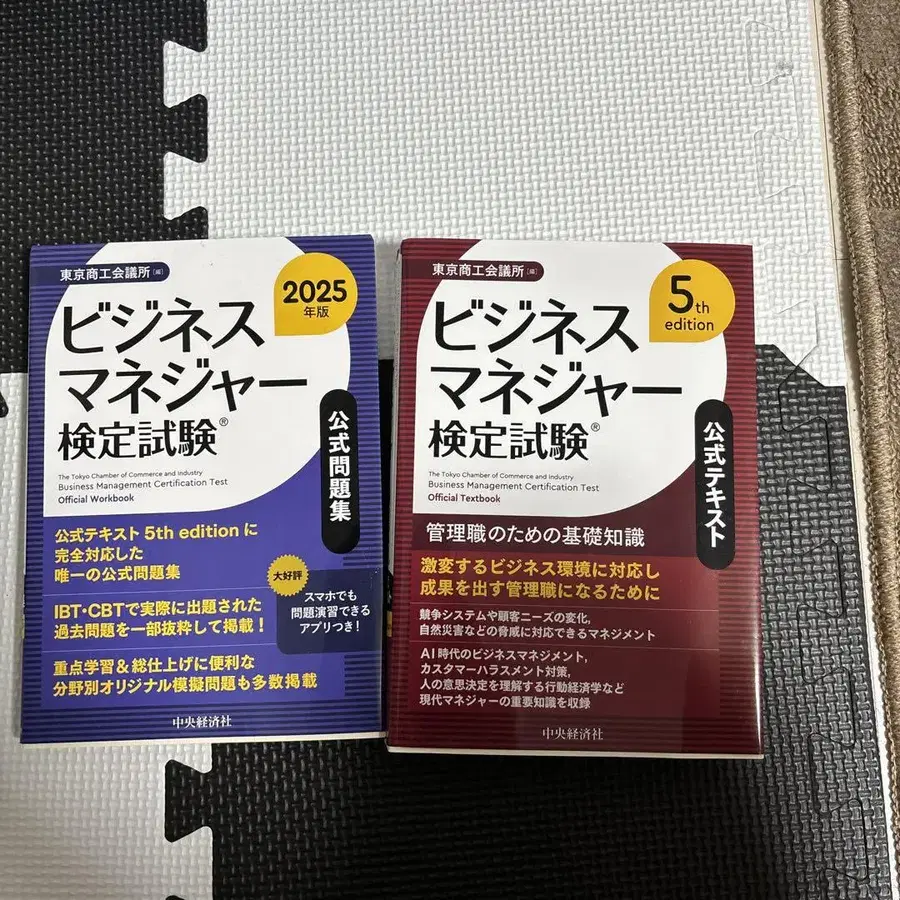 東京商工会議所[編]
2025
年版
ビジネス
マネジャー
検定試験®
公式問題集
The Tokyo Chamber of Commerce and Industry
Business Management Certification Test
Official Workbook
公式テキスト 5th edition に
完全対応した
唯一の公式問題集
大好評
スマホでも
問題演習できる
アプリつき!
IBT・CBTで実際に出題された
過去問題を一部抜粋して掲載!
重点学習&総仕上げに便利な
分野別オリジナル模擬問題も多数掲載
中央経済社
東京商工会議所[編]
5th
edition
ビジネス
マネジャー
検定試験®
公式テキスト
The Tokyo Chamber of Commerce and Industry
Business Management Certification Test
Official Textbook
管理職のための基礎知識
激変するビジネス環境に対応し
成果を出す管理職になるために
競争システムや顧客ニーズの変化,
自然災害などの脅威に対応できるマネジメント
AI時代のビジネスマネジメント,
カスタマーハラスメント対策,
人の意思決定を理解する行動経済学など
現代マネジャーの重要知識を収録
中央経済社